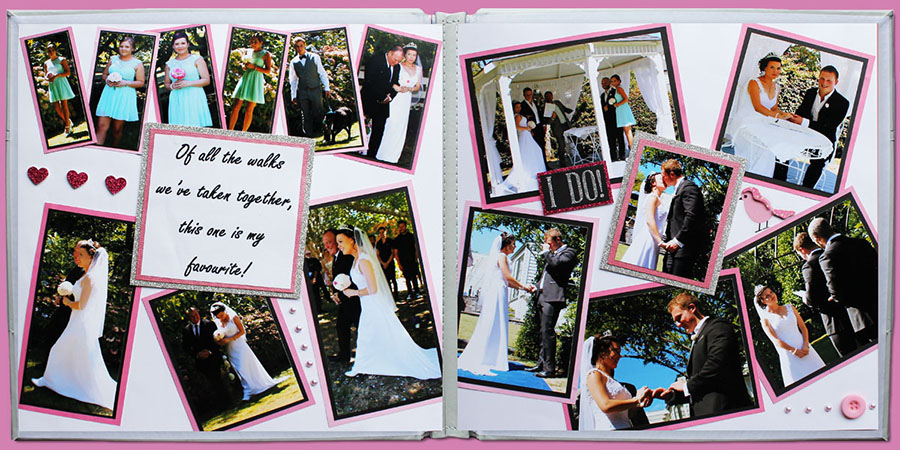 Of all the walks
we've taken together,
this one is my
favourite!
I DO!